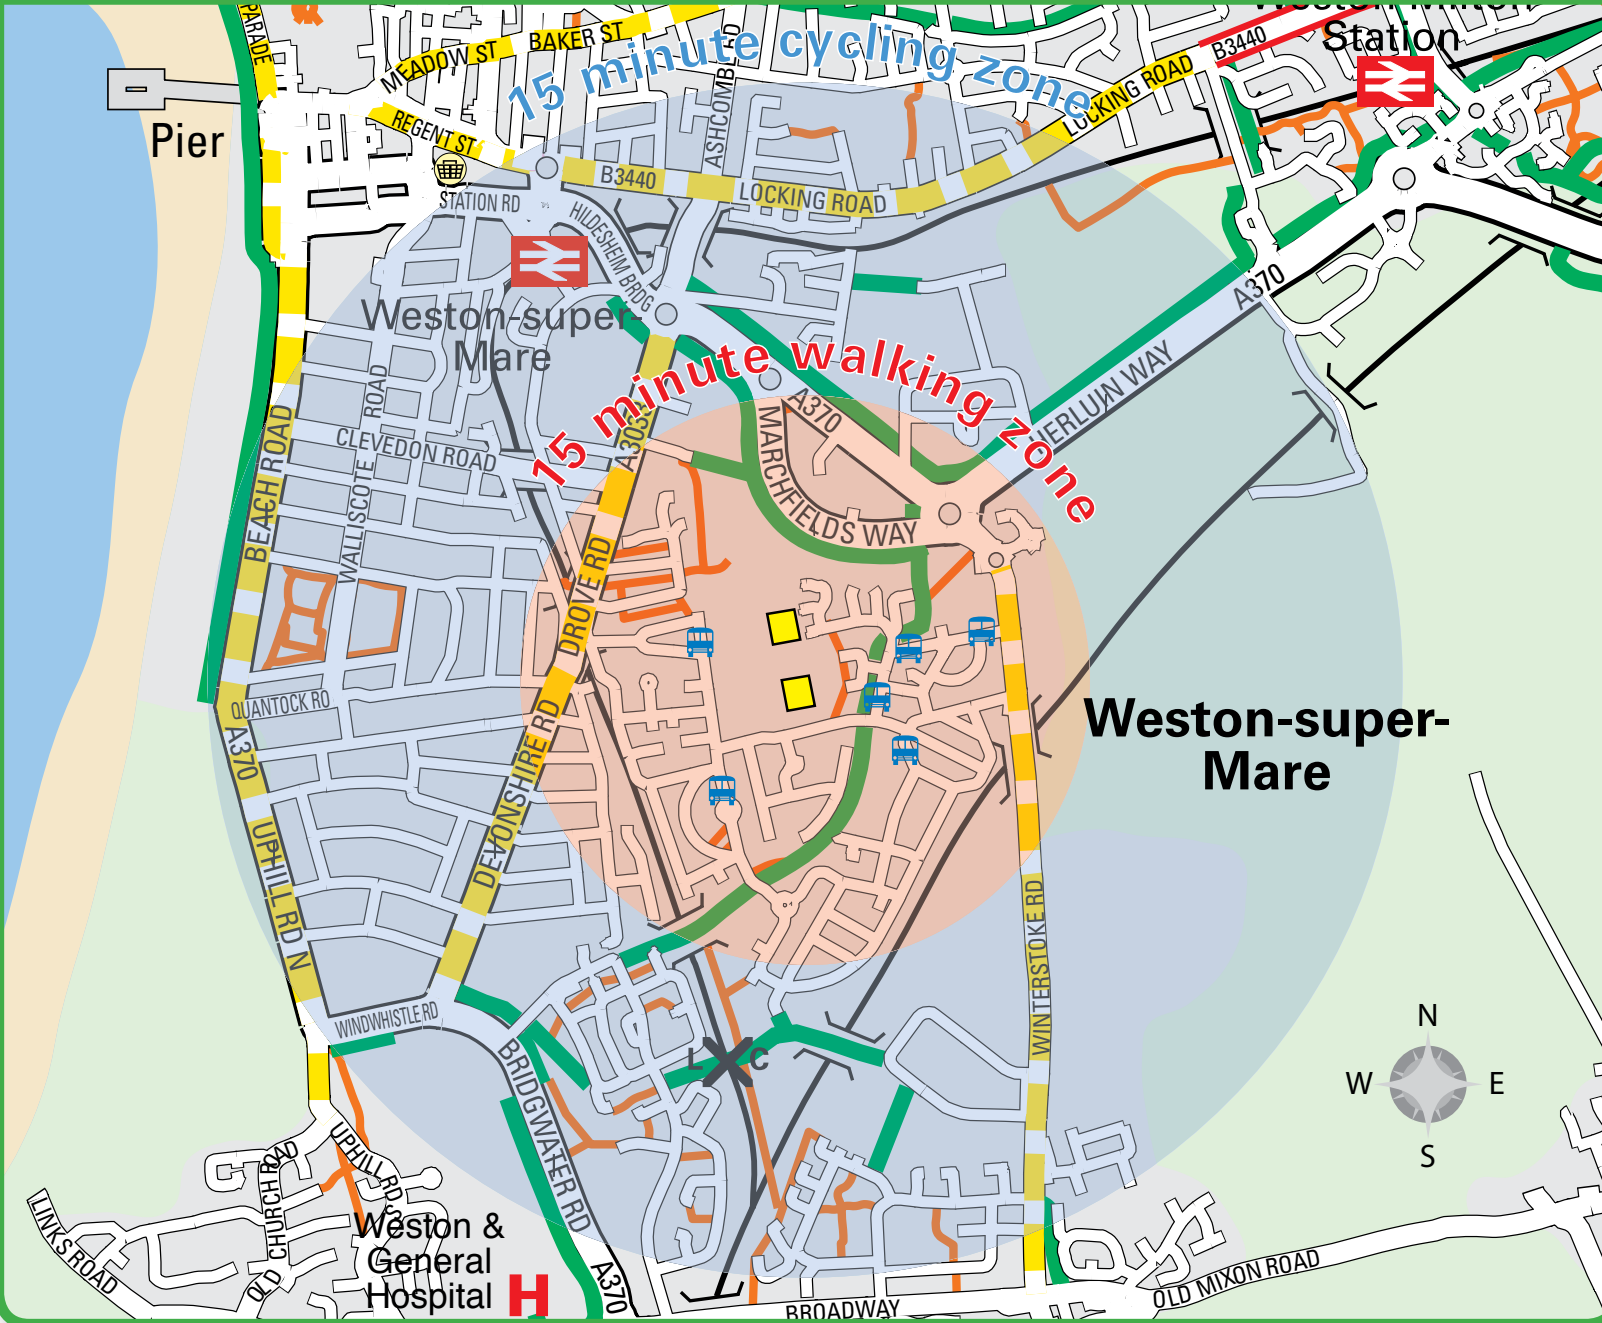 Weston Milton
Station
B3440
PARADE
MEADOW ST
BAKER ST
15 minute cycling zone
ASHCOMBE RD
LOCKING ROAD
REGENT ST
Pier
B3440
LOCKING ROAD
STATION RD
HILDESHEIM BRDG
A370
Weston-super-
Mare
15 minute walking zone
HERLUIN WAY
A370
MARCHFIELDS WAY
A3033
BEACH ROAD
CLEVEDON ROAD
WALLISCOTE ROAD
DROVE RD
QUANTOCK RD
A370
DEVONSHIRE RD
Weston-super-
Mare
UPHILL RD N
WINTERSTOKE RD
WINDWHISTLE RD
BRIDGWATER RD
L C
N
W E
S
UPHILL RD S
OLD CHURCH ROAD
LINKS ROAD
Weston &
General
Hospital H
A370
BROADWAY
OLD MIXON ROAD